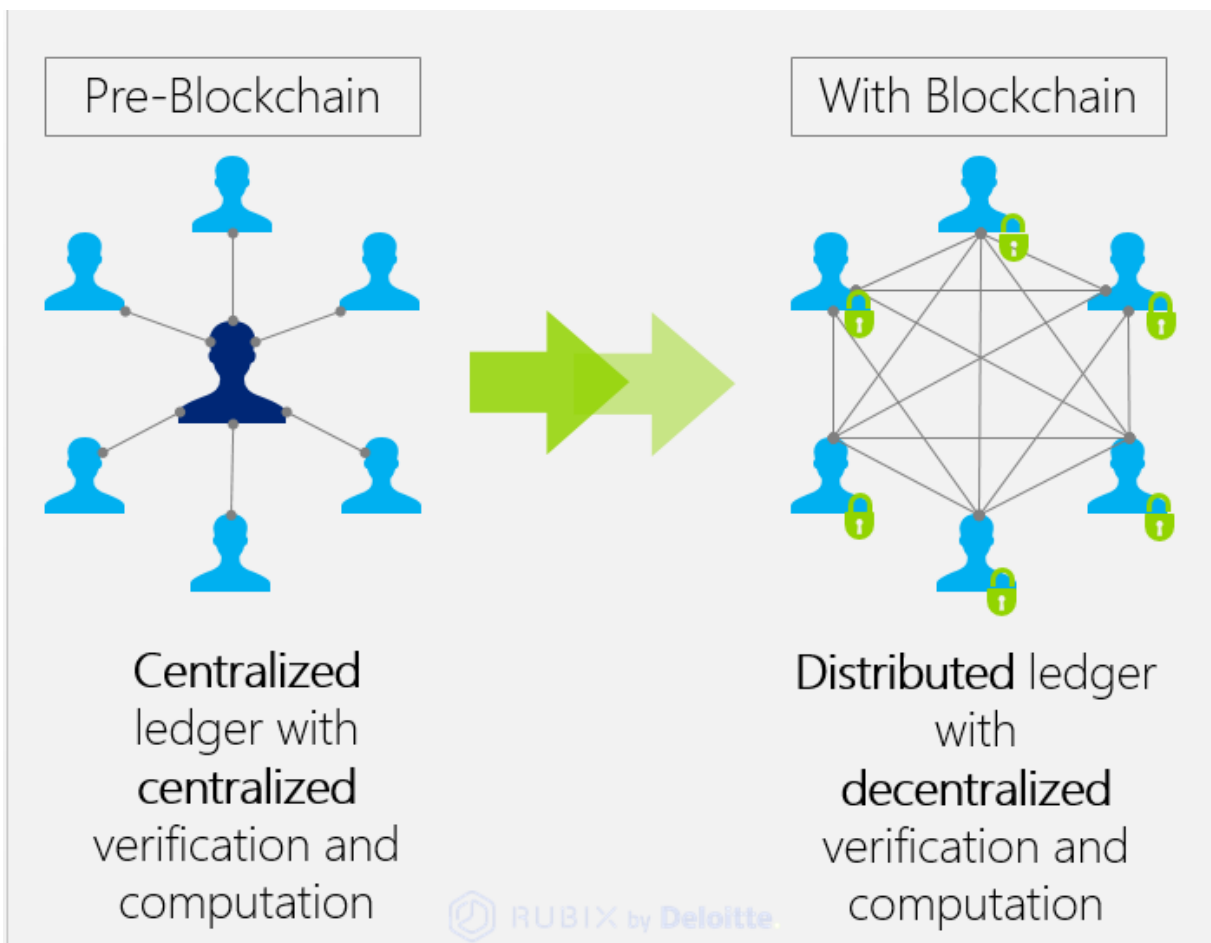 Pre-Blockchain
With Blockchain
Centralized
ledger with
centralized
verification and
computation
Distributed ledger
with
decentralized
verification and
computation
RUBIX by Deloitte.